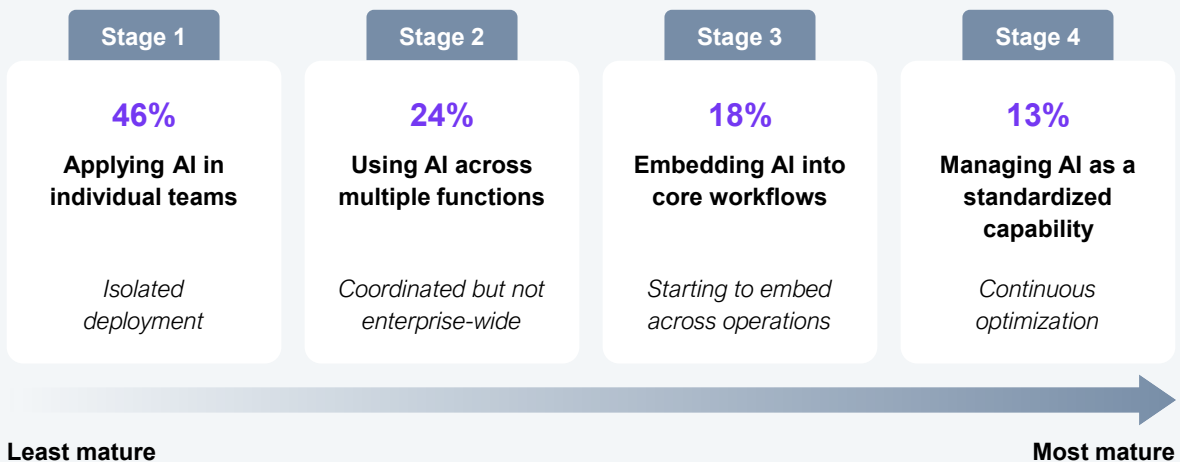 Stage 1
46%
Applying AI in
individual teams
Isolated
deployment
Stage 2
24%
Using AI across
multiple functions
Coordinated but not
enterprise-wide
Stage 3
18%
Embedding AI into
core workflows
Starting to embed
across operations
Stage 4
13%
Managing AI as a
standardized
capability
Continuous
optimization
Least mature
Most mature